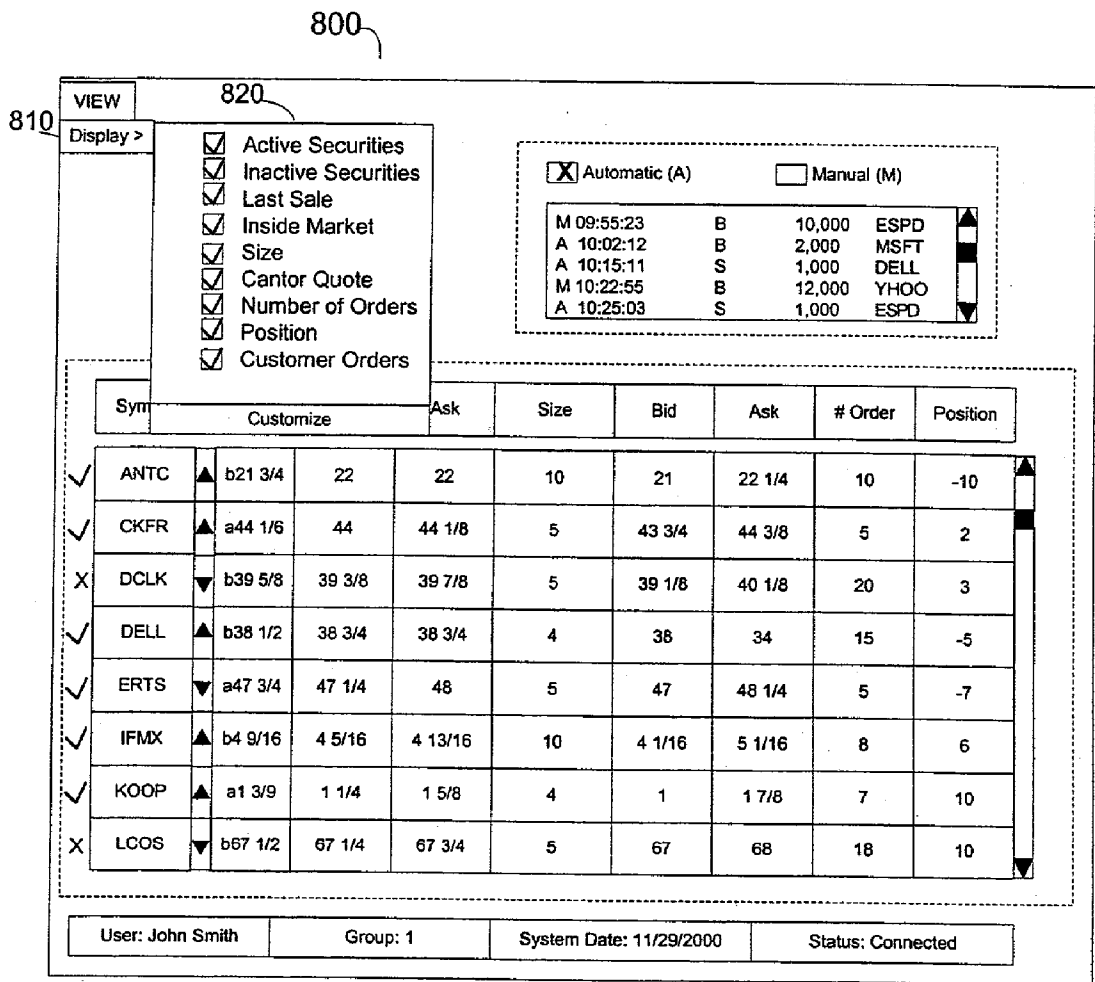 800
VIEW
810
Display >
820
Active Securities
Inactive Securities
Last Sale
Inside Market
Size
Cantor Quote
Number of Orders
Position
Customer Orders
Customize
X Automatic (A) Manual (M)
M 09:55:23 B 10,000 ESPD
A 10:02:12 B 2,000 MSFT
A 10:15:11 S 1,000 DELL
M 10:22:55 B 12,000 YHOO
A 10:25:03 S 1,000 ESPD
Sym Ask Size Bid Ask # Order Position
ANTC b21 3/4 22 22 10 21 22 1/4 10 -10
CKFR a44 1/6 44 44 1/8 5 43 3/4 44 3/8 5 2
X DCLK b39 5/8 39 3/8 39 7/8 5 39 1/8 40 1/8 20 3
DELL b38 1/2 38 3/4 38 3/4 4 38 34 15 -5
ERTS a47 3/4 47 1/4 48 5 47 48 1/4 5 -7
IFMX b4 9/16 4 5/16 4 13/16 10 4 1/16 5 1/16 8 6
KOOP a1 3/9 1 1/4 1 5/8 4 1 1 7/8 7 10
X LCOS b67 1/2 67 1/4 67 3/4 5 67 68 18 10
User: John Smith Group: 1 System Date: 11/29/2000 Status: Connected